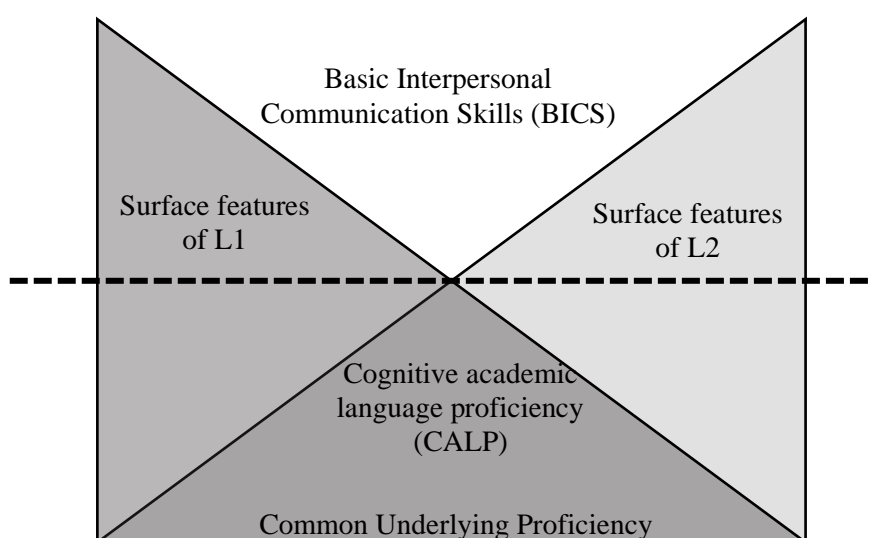 Basic Interpersonal
Communication Skills (BICS)
Surface features
of L1
Surface features
of L2
Cognitive academic
language proficiency
(CALP)
Common Underlying Proficiency